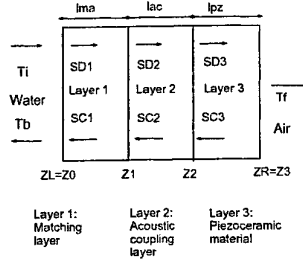 lma lac lpz
Ti SD1 SD2 SD3
Tf
Water Layer 1 Layer 2 Layer 3
Tb SC1 SC2 SC3 Air
ZL=Z0 Z1 Z2 ZR=Z3
Layer 1: Layer 2: Layer 3:
Matching Acoustic Piezoceramic
layer coupling material
layer